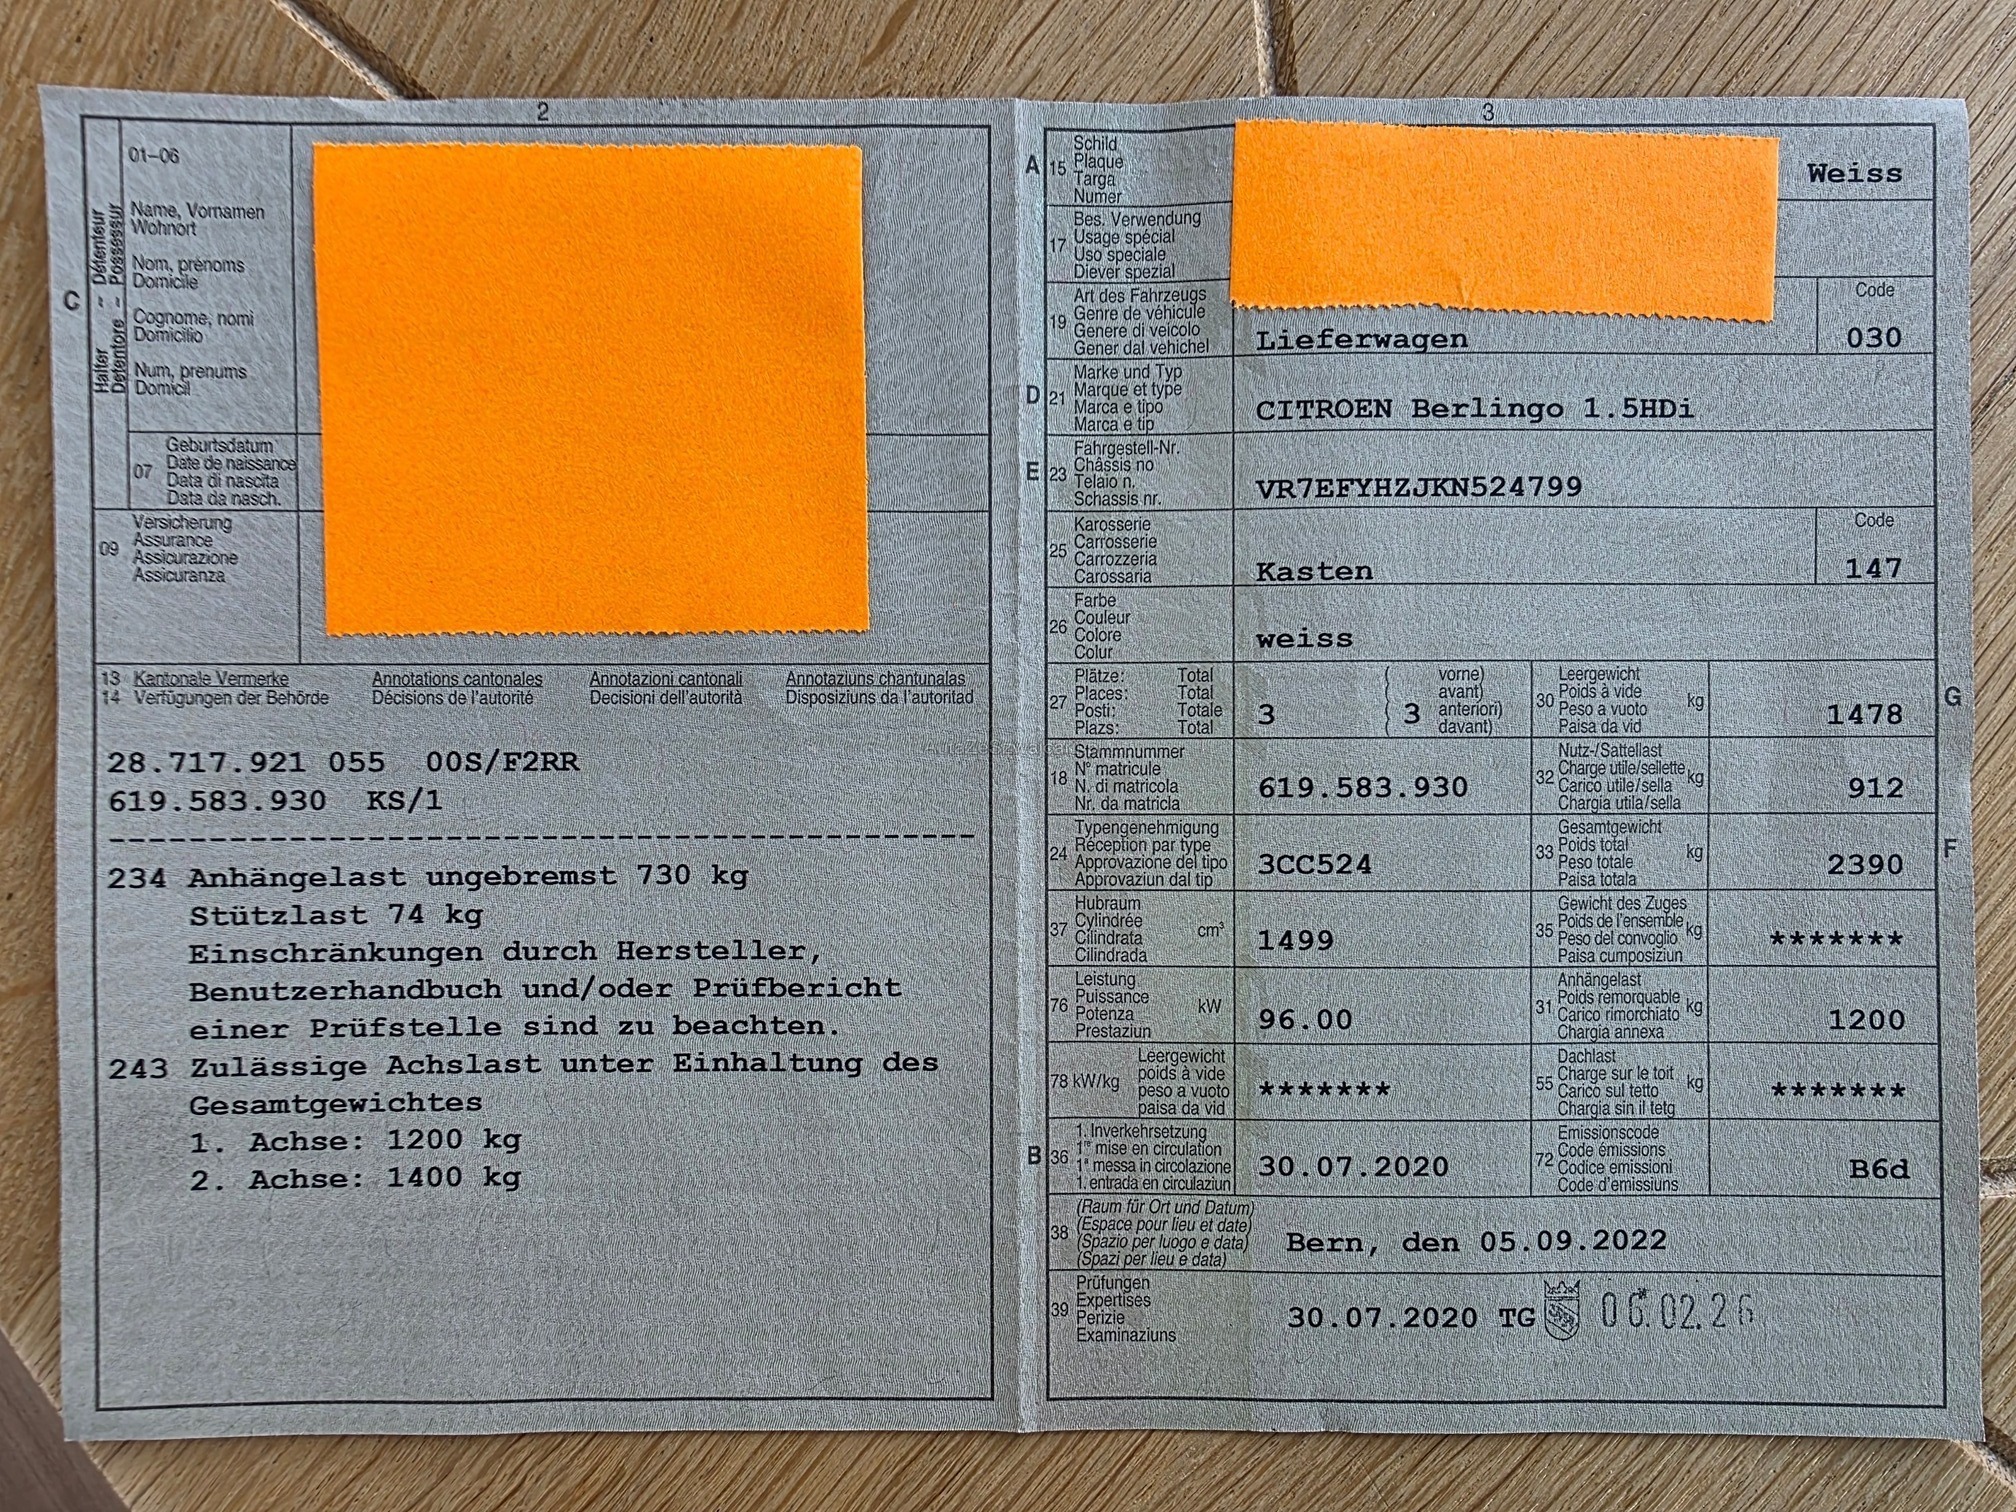 2
01–06
Name, Vornamen
Wohnort
Nom, prénoms
Domicile
Cognome, nomi
Domicilio
Num, prenums
Domicil
C
Halter - Détenteur
Detentore - Possessur
07
Geburtsdatum
Date de naissance
Data di nascita
Data da nasch.
09
Versicherung
Assurance
Assicurazione
Assicuranza
13 Kantonale Vermerke Annotations cantonales Annotazioni cantonali Annotaziuns chantunalas
14 Verfügungen der Behörde Décisions de l'autorité Decisioni dell'autorità Disposiziuns da l'autoritad
28.717.921 055 00S/F2RR
619.583.930 KS/1
234 Anhängelast ungebremst 730 kg
Stützlast 74 kg
Einschränkungen durch Hersteller,
Benutzerhandbuch und/oder Prüfbericht
einer Prüfstelle sind zu beachten.
243 Zulässige Achslast unter Einhaltung des
Gesamtgewichtes
1. Achse: 1200 kg
2. Achse: 1400 kg
3
A 15
Schild
Plaque
Targa
Numer
Weiss
17
Bes. Verwendung
Usage spécial
Uso speciale
Diever spezial
19
Art des Fahrzeugs
Genre de véhicule
Genere di veicolo
Gener dal vehichel
Lieferwagen
Code
030
D 21
Marke und Typ
Marque et type
Marca e tipo
Marca e tip
CITROEN Berlingo 1.5HDi
E 23
Fahrgestell-Nr.
Châssis no
Telaio n.
Schassis nr.
VR7EFYHZJKN524799
25
Karosserie
Carrosserie
Carrozzeria
Carossaria
Kasten
Code
147
26
Farbe
Couleur
Colore
Colur
weiss
27
Plätze: Total
Places: Total
Posti: Totale
Plazs: Total
3
( vorne)
( avant)
( 3 anteriori)
( davant)
30
Leergewicht
Poids à vide
Peso a vuoto
Paisa da vid
kg
1478
G
18
Stammnummer
N° matricule
N. di matricola
Nr. da matricla
619.583.930
32
Nutz-/Sattellast
Charge utile/sellette
Carico utile/sella
Chargia utila/sella
kg
912
24
Typengenehmigung
Réception par type
Approvazione del tipo
Approvaziun dal tip
3CC524
33
Gesamtgewicht
Poids total
Peso totale
Paisa totala
kg
2390
F
37
Hubraum
Cylindrée
Cilindrata
Cilindrada
cm³
1499
35
Gewicht des Zuges
Poids de l'ensemble
Peso del convoglio
Paisa cumposiziun
kg
*******
76
Leistung
Puissance
Potenza
Prestaziun
kW
96.00
31
Anhängelast
Poids remorquable
Carico rimorchiato
Chargia annexa
kg
1200
78 kW/kg
Leergewicht
poids à vide
peso a vuoto
paisa da vid
*******
55
Dachlast
Charge sur le toit
Carico sul tetto
Chargia sin il tetg
kg
*******
B 36
1. Inverkehrsetzung
1re mise en circulation
1a messa in circolazione
1. entrada en circulaziun
30.07.2020
72
Emissionscode
Code émissions
Codice emissioni
Code d'emissiuns
B6d
38
(Raum für Ort und Datum)
(Espace pour lieu et date)
(Spazio per luogo e data)
(Spazi per lieu e data)
Bern, den 05.09.2022
39
Prüfungen
Expertises
Perizie
Examinaziuns
30.07.2020 TG 06.02.26